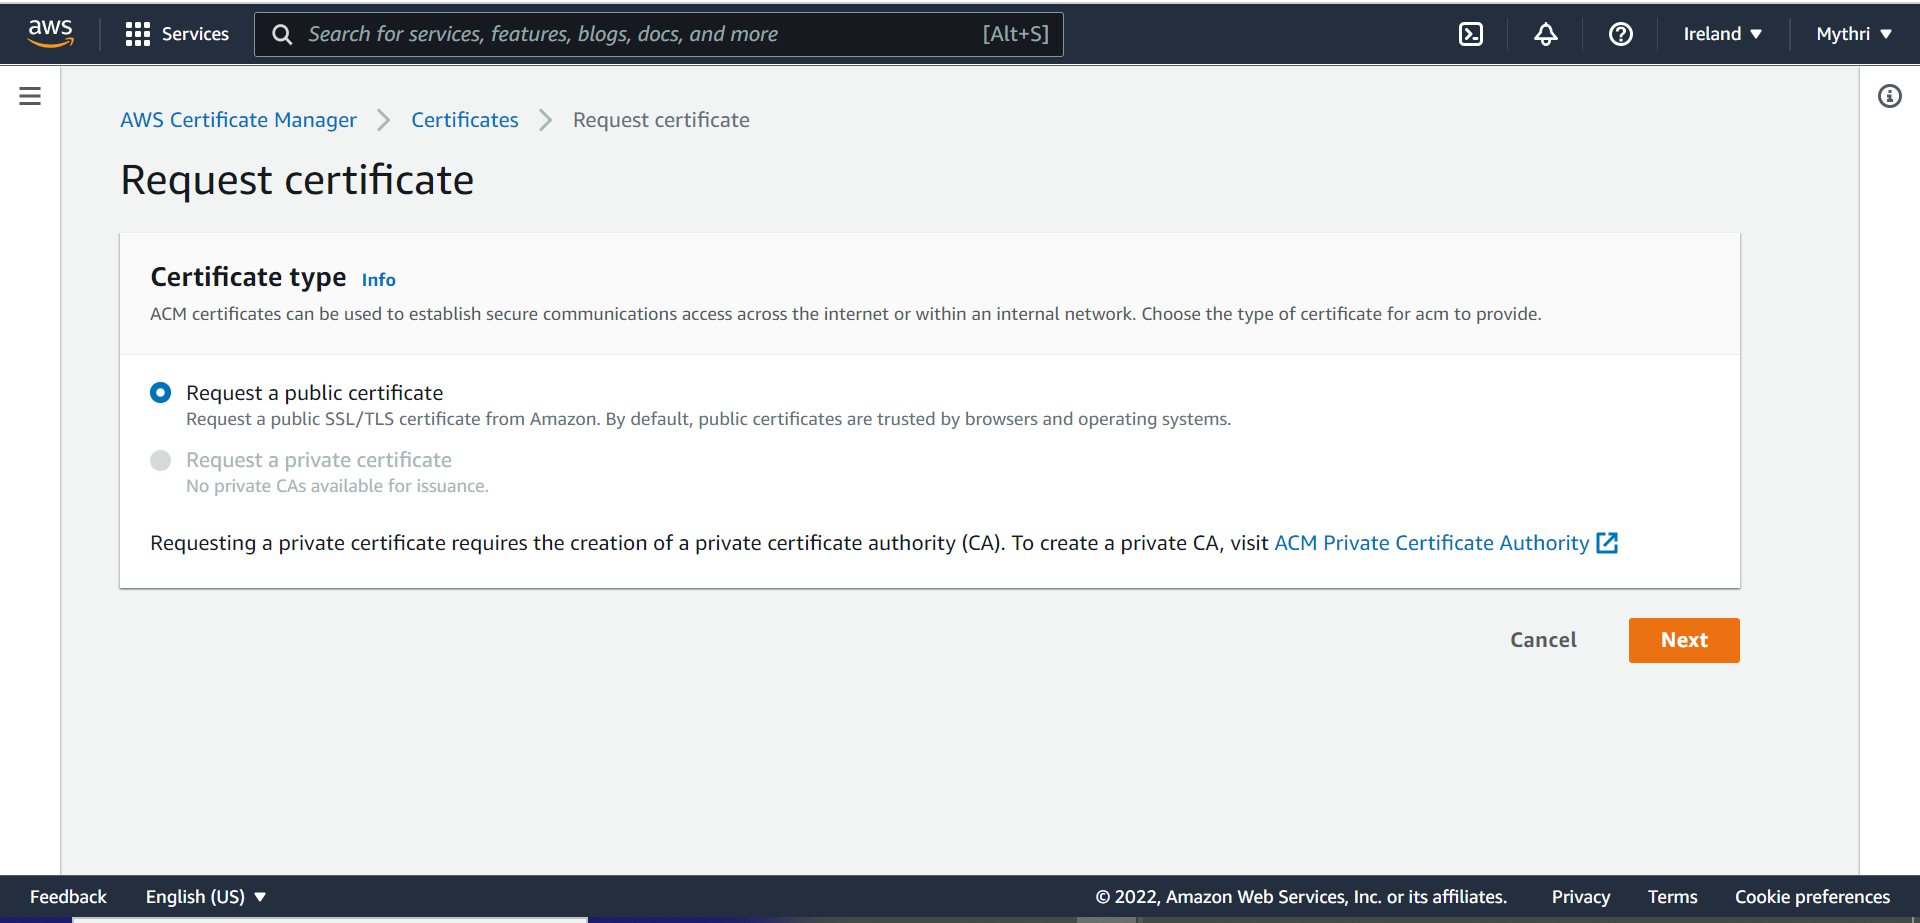 aws Services Search for services, features, blogs, docs, and more [Alt+S] Ireland Mythri
AWS Certificate Manager Certificates Request certificate
Request certificate
Certificate type Info
ACM certificates can be used to establish secure communications access across the internet or within an internal network. Choose the type of certificate for acm to provide.
Request a public certificate
Request a public SSL/TLS certificate from Amazon. By default, public certificates are trusted by browsers and operating systems.
Request a private certificate
No private CAs available for issuance.
Requesting a private certificate requires the creation of a private certificate authority (CA). To create a private CA, visit ACM Private Certificate Authority
Cancel Next
Feedback English (US) © 2022, Amazon Web Services, Inc. or its affiliates. Privacy Terms Cookie preferences